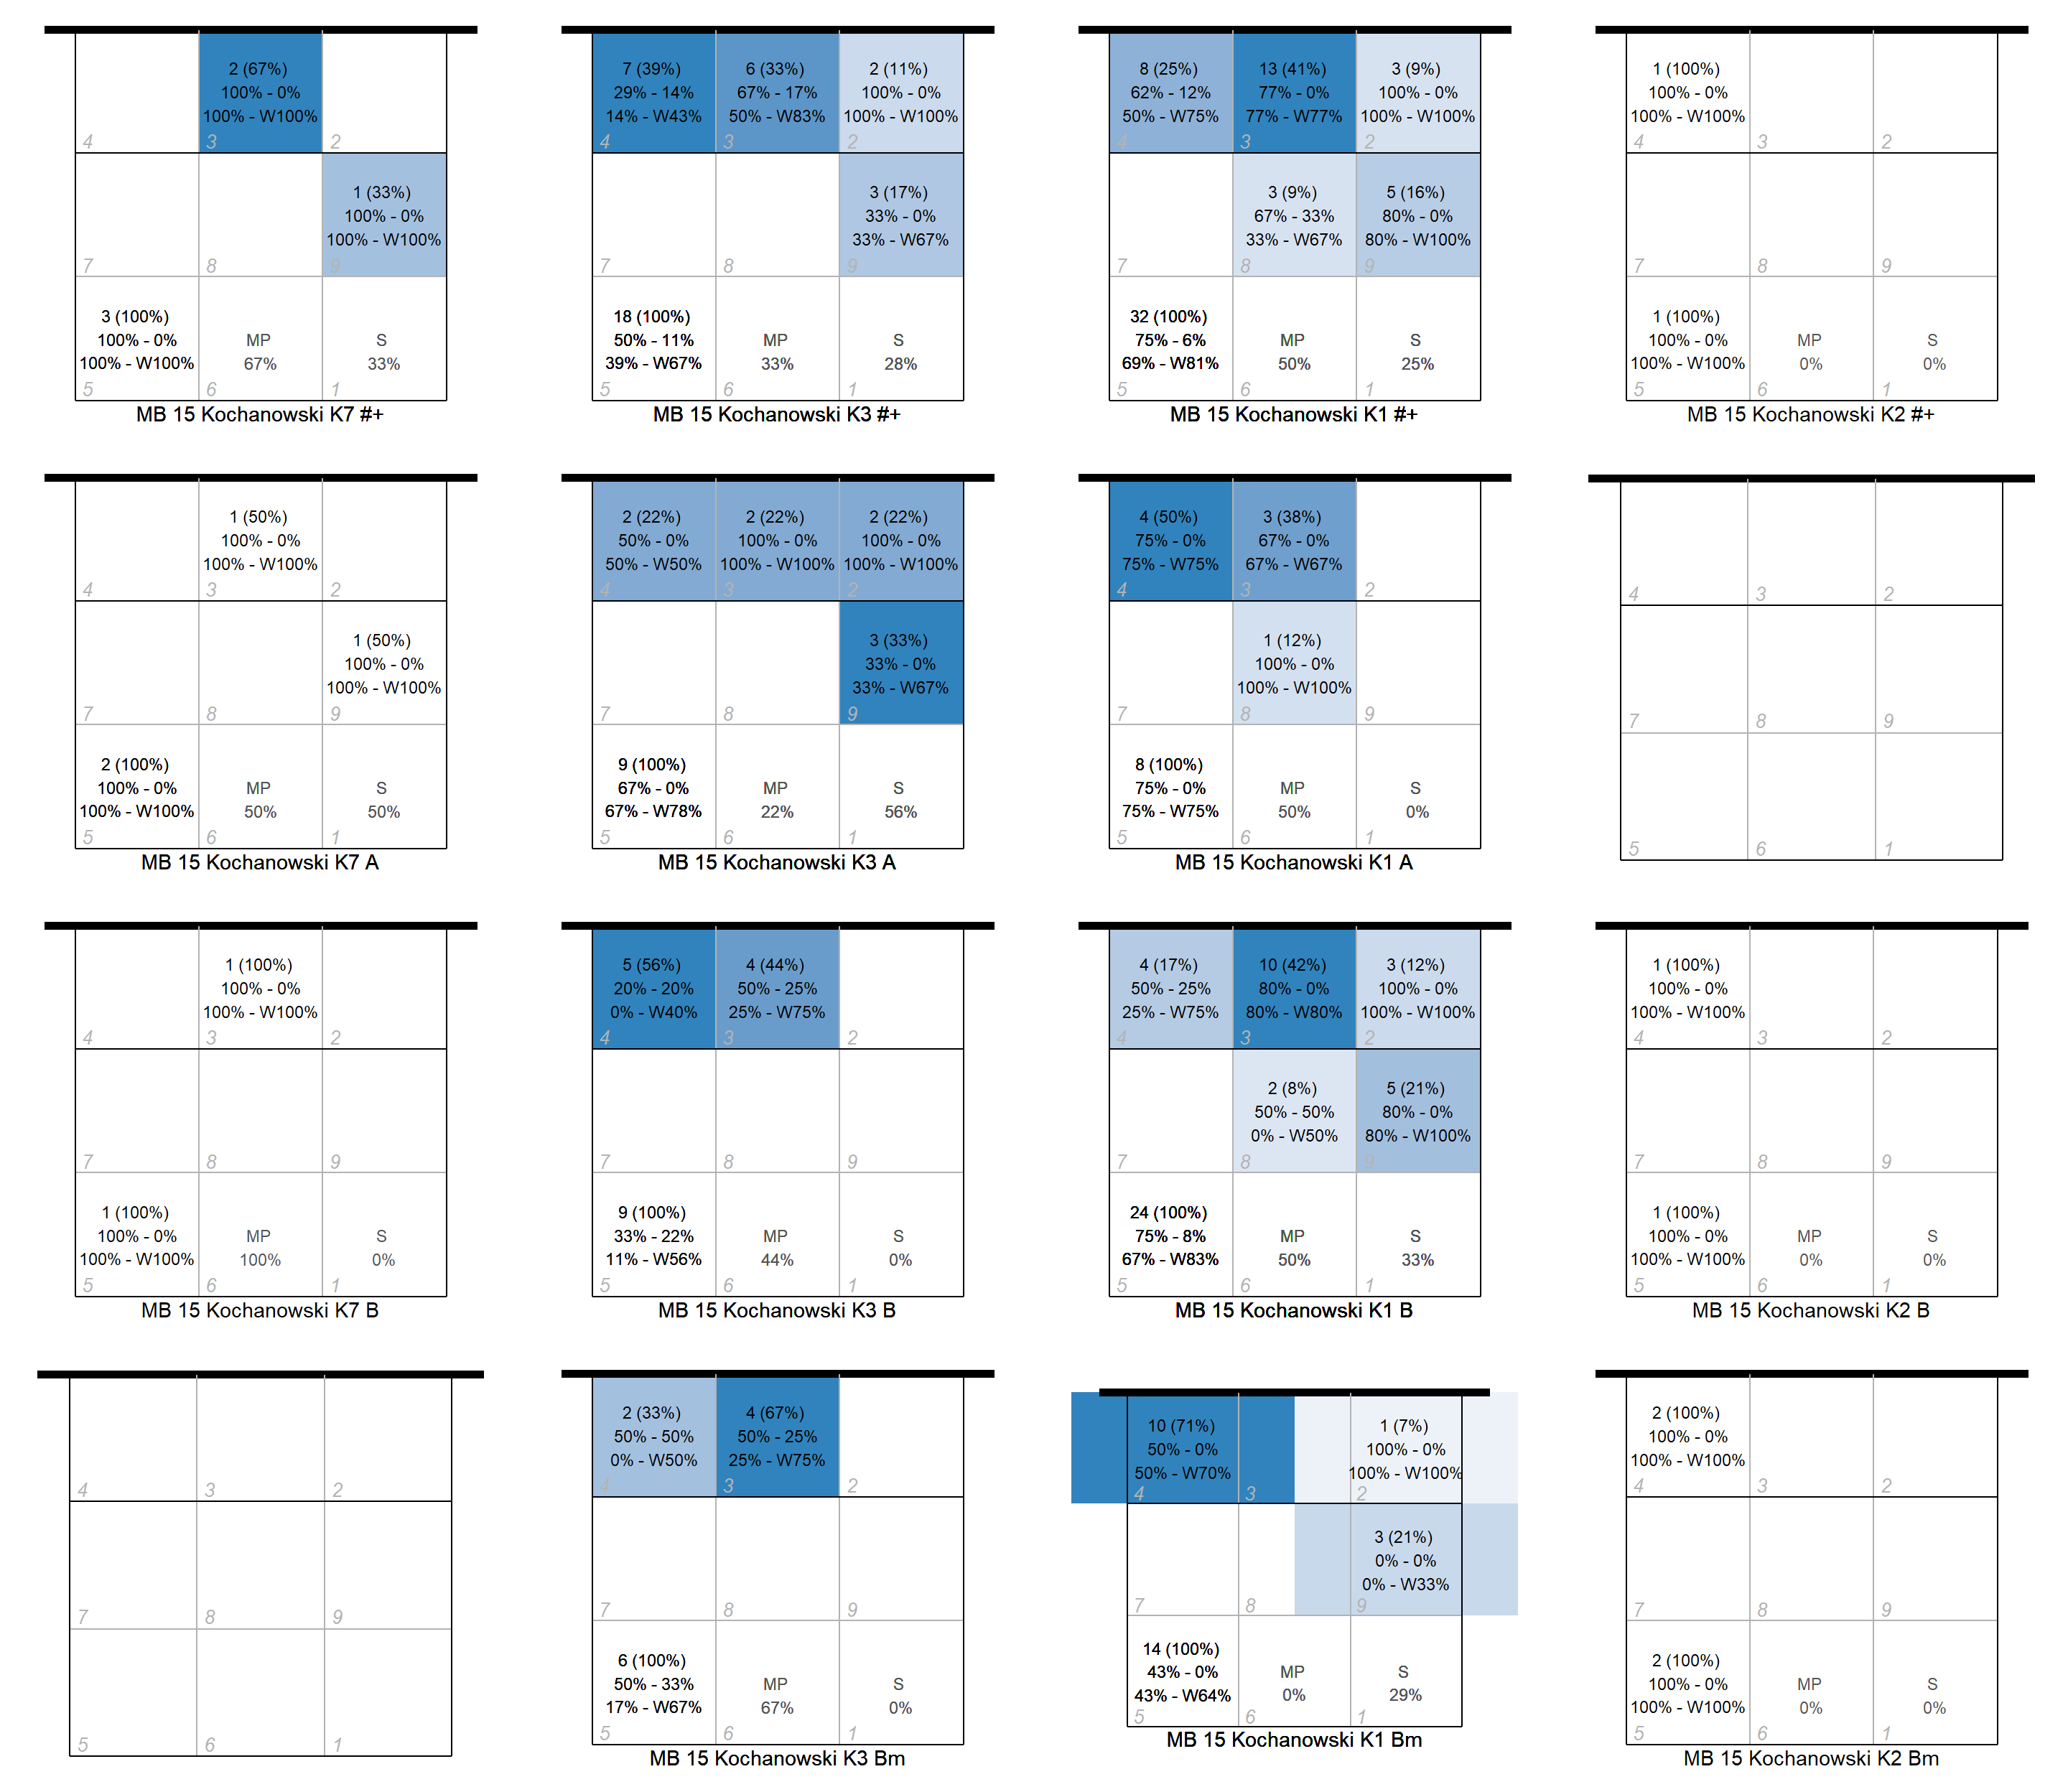 2 (67%)
100% - 0%
100% - W100%
4 3 2
1 (33%)
100% - 0%
100% - W100%
7 8 9
3 (100%)
100% - 0%
100% - W100%
MP
67%
S
33%
5 6 1
MB 15 Kochanowski K7 #+
7 (39%)
29% - 14%
14% - W43%
6 (33%)
67% - 17%
50% - W83%
2 (11%)
100% - 0%
100% - W100%
4 3 2
3 (17%)
33% - 0%
33% - W67%
7 8 9
18 (100%)
50% - 11%
39% - W67%
MP
33%
S
28%
5 6 1
MB 15 Kochanowski K3 #+
8 (25%)
62% - 12%
50% - W75%
13 (41%)
77% - 0%
77% - W77%
3 (9%)
100% - 0%
100% - W100%
4 3 2
3 (9%)
67% - 33%
33% - W67%
5 (16%)
80% - 0%
80% - W100%
7 8 9
32 (100%)
75% - 6%
69% - W81%
MP
50%
S
25%
5 6 1
MB 15 Kochanowski K1 #+
1 (100%)
100% - 0%
100% - W100%
4 3 2
7 8 9
1 (100%)
100% - 0%
100% - W100%
MP
0%
S
0%
5 6 1
MB 15 Kochanowski K2 #+
1 (50%)
100% - 0%
100% - W100%
4 3 2
1 (50%)
100% - 0%
100% - W100%
7 8 9
2 (100%)
100% - 0%
100% - W100%
MP
50%
S
50%
5 6 1
MB 15 Kochanowski K7 A
2 (22%)
50% - 0%
50% - W50%
2 (22%)
100% - 0%
100% - W100%
2 (22%)
100% - 0%
100% - W100%
4 3 2
3 (33%)
33% - 0%
33% - W67%
7 8 9
9 (100%)
67% - 0%
67% - W78%
MP
22%
S
56%
5 6 1
MB 15 Kochanowski K3 A
4 (50%)
75% - 0%
75% - W75%
3 (38%)
67% - 0%
67% - W67%
4 3 2
1 (12%)
100% - 0%
100% - W100%
7 8 9
8 (100%)
75% - 0%
75% - W75%
MP
50%
S
0%
5 6 1
MB 15 Kochanowski K1 A
4 3 2
7 8 9
5 6 1
1 (100%)
100% - 0%
100% - W100%
4 3 2
7 8 9
1 (100%)
100% - 0%
100% - W100%
MP
100%
S
0%
5 6 1
MB 15 Kochanowski K7 B
5 (56%)
20% - 20%
0% - W40%
4 (44%)
50% - 25%
25% - W75%
4 3 2
7 8 9
9 (100%)
33% - 22%
11% - W56%
MP
44%
S
0%
5 6 1
MB 15 Kochanowski K3 B
4 (17%)
50% - 25%
25% - W75%
10 (42%)
80% - 0%
80% - W80%
3 (12%)
100% - 0%
100% - W100%
4 3 2
2 (8%)
50% - 50%
0% - W50%
5 (21%)
80% - 0%
80% - W100%
7 8 9
24 (100%)
75% - 8%
67% - W83%
MP
50%
S
33%
5 6 1
MB 15 Kochanowski K1 B
1 (100%)
100% - 0%
100% - W100%
4 3 2
7 8 9
1 (100%)
100% - 0%
100% - W100%
MP
0%
S
0%
5 6 1
MB 15 Kochanowski K2 B
4 3 2
7 8 9
5 6 1
2 (33%)
50% - 50%
0% - W50%
4 (67%)
50% - 25%
25% - W75%
4 3 2
7 8 9
6 (100%)
50% - 33%
17% - W67%
MP
67%
S
0%
5 6 1
MB 15 Kochanowski K3 Bm
10 (71%)
50% - 0%
50% - W70%
1 (7%)
100% - 0%
100% - W100%
4 3 2
3 (21%)
0% - 0%
0% - W33%
7 8 9
14 (100%)
43% - 0%
43% - W64%
MP
0%
S
29%
5 6 1
MB 15 Kochanowski K1 Bm
2 (100%)
100% - 0%
100% - W100%
4 3 2
7 8 9
2 (100%)
100% - 0%
100% - W100%
MP
0%
S
0%
5 6 1
MB 15 Kochanowski K2 Bm